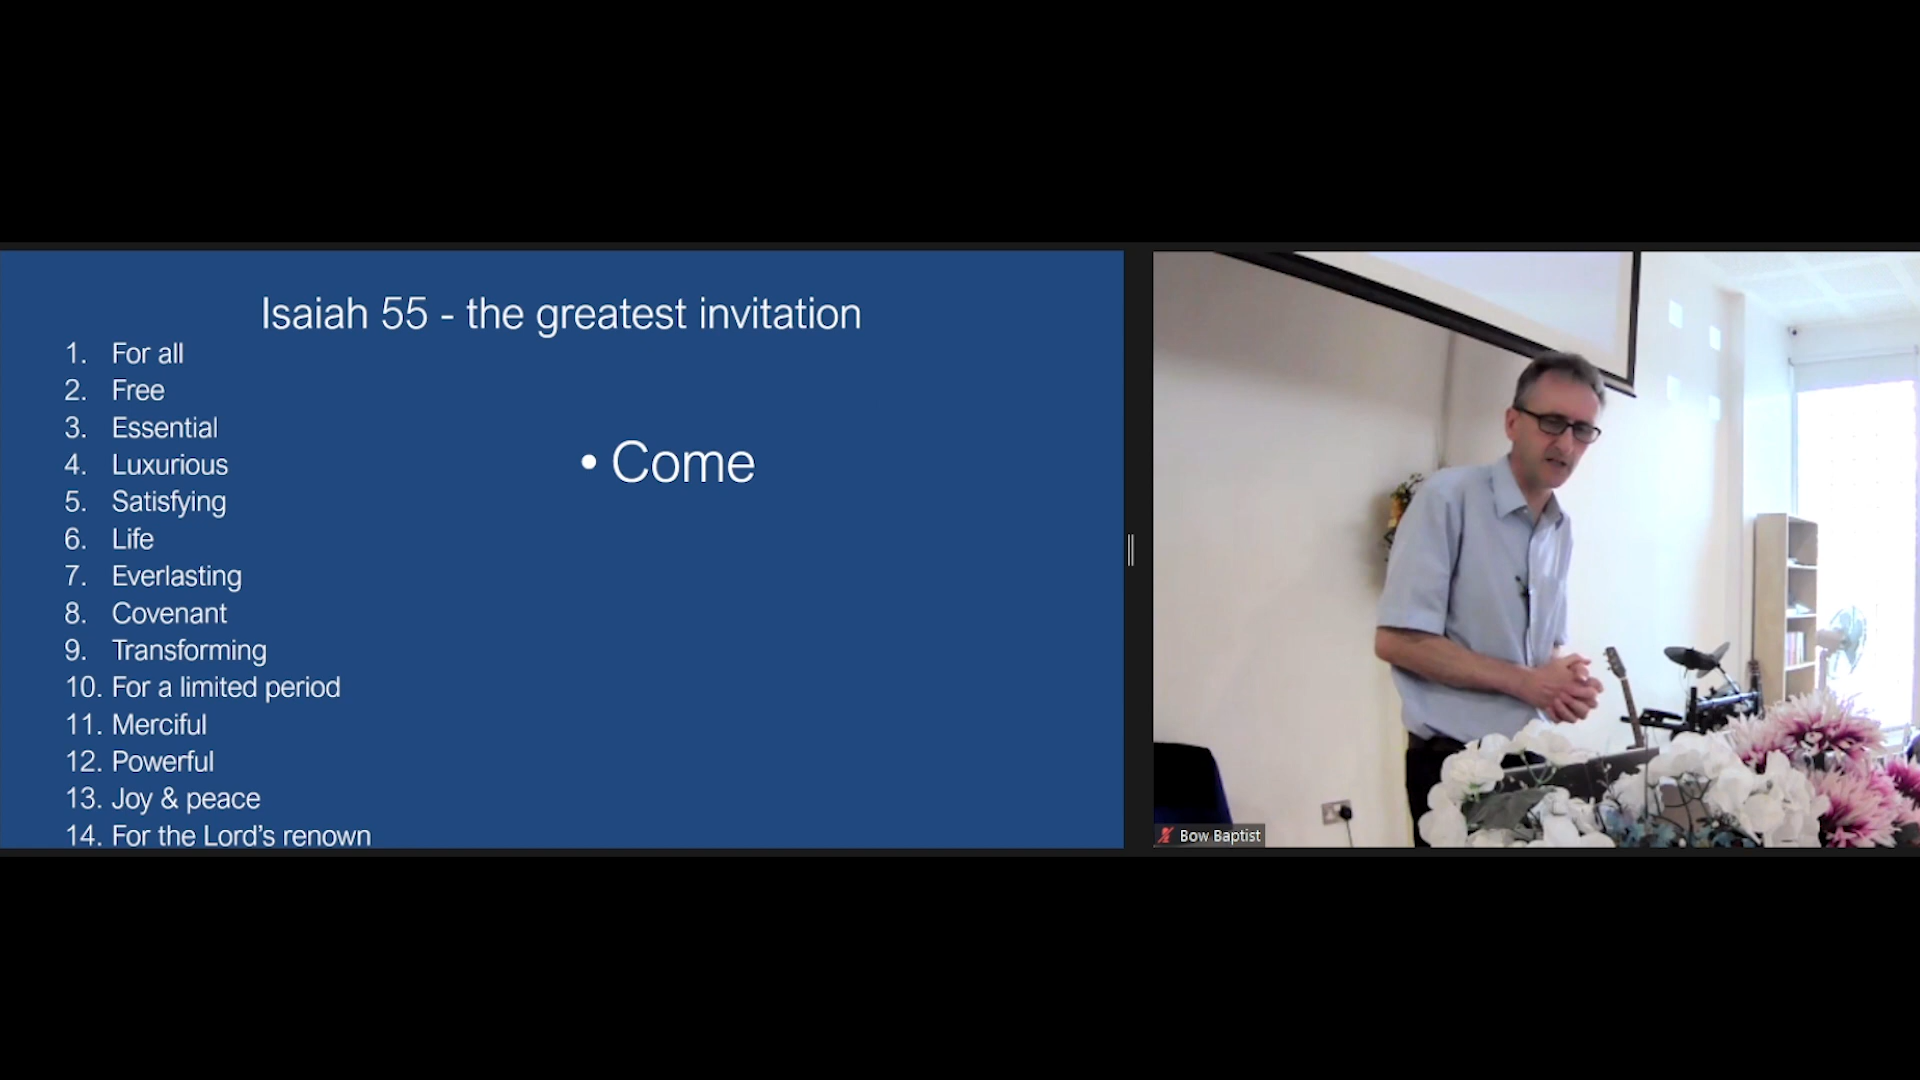 Isaiah 55 - the greatest invitation
1. For all
2. Free
3. Essential
4. Luxurious
5. Satisfying
6. Life
7. Everlasting
8. Covenant
9. Transforming
10. For a limited period
11. Merciful
12. Powerful
13. Joy & peace
14. For the Lord’s renown
• Come
Bow Baptist